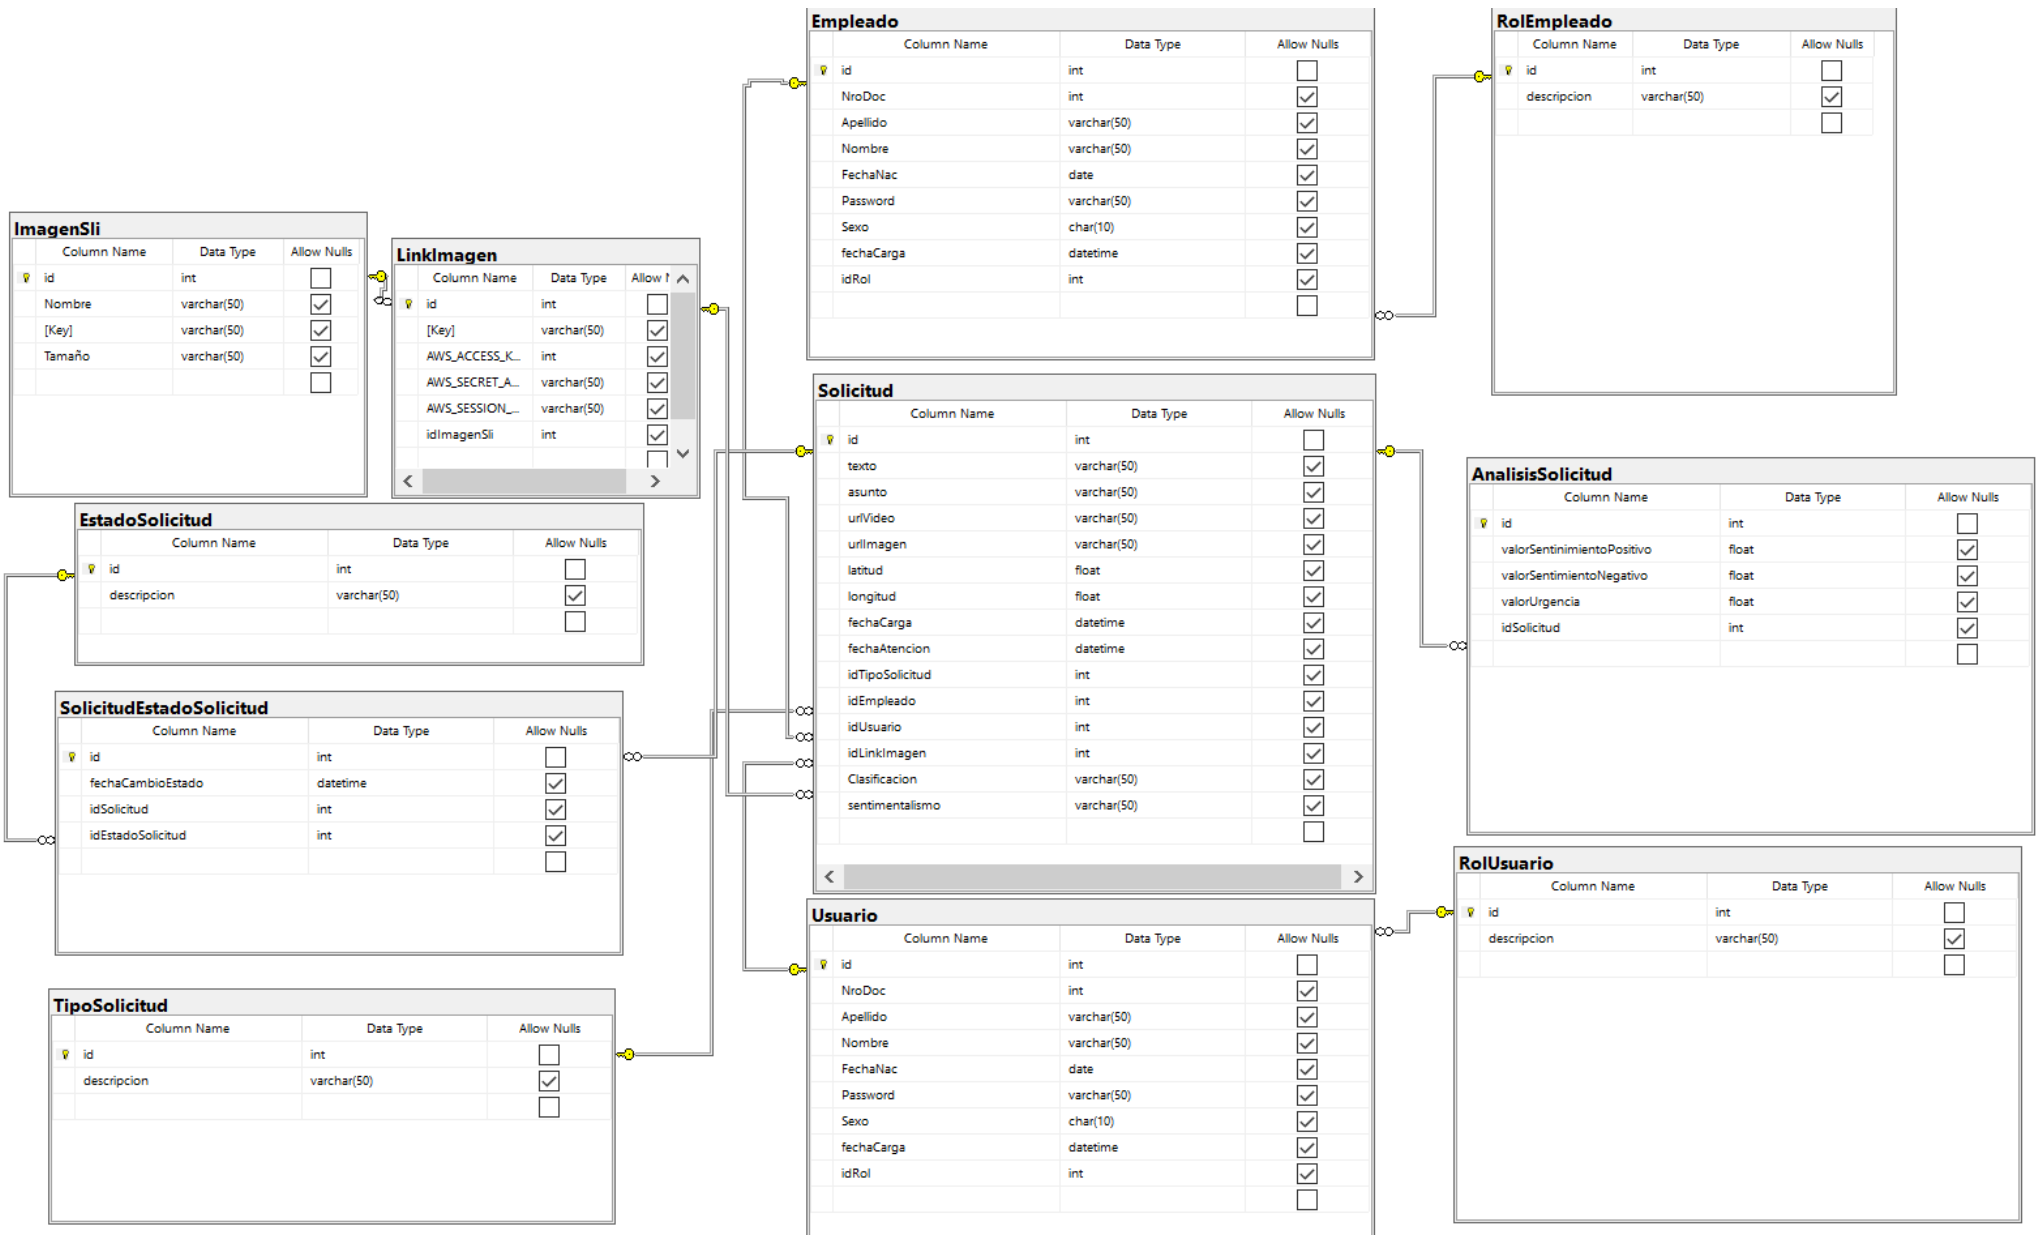 Empleado
Column Name Data Type Allow Nulls
id int
NroDoc int
Apellido varchar(50)
Nombre varchar(50)
FechaNac date
Password varchar(50)
Sexo char(10)
fechaCarga datetime
idRol int
RolEmpleado
Column Name Data Type Allow Nulls
id int
descripcion varchar(50)
ImagenSli
Column Name Data Type Allow Nulls
id int
Nombre varchar(50)
[Key] varchar(50)
Tamaño varchar(50)
LinkImagen
Column Name Data Type Allow
id int
[Key] varchar(50)
AWS_ACCESS_K... int
AWS_SECRET_A... varchar(50)
AWS_SESSION_... varchar(50)
idImagenSli int
Solicitud
Column Name Data Type Allow Nulls
id int
texto varchar(50)
asunto varchar(50)
urlVideo varchar(50)
urlImagen varchar(50)
latitud float
longitud float
fechaCarga datetime
fechaAtencion datetime
idTipoSolicitud int
idEmpleado int
idUsuario int
idLinkImagen int
Clasificacion varchar(50)
sentimentalismo varchar(50)
AnalisisSolicitud
Column Name Data Type Allow Nulls
id int
valorSentinimientoPositivo float
valorSentimientoNegativo float
valorUrgencia float
idSolicitud int
EstadoSolicitud
Column Name Data Type Allow Nulls
id int
descripcion varchar(50)
SolicitudEstadoSolicitud
Column Name Data Type Allow Nulls
id int
fechaCambioEstado datetime
idSolicitud int
idEstadoSolicitud int
TipoSolicitud
Column Name Data Type Allow Nulls
id int
descripcion varchar(50)
Usuario
Column Name Data Type Allow Nulls
id int
NroDoc int
Apellido varchar(50)
Nombre varchar(50)
FechaNac date
Password varchar(50)
Sexo char(10)
fechaCarga datetime
idRol int
RolUsuario
Column Name Data Type Allow Nulls
id int
descripcion varchar(50)